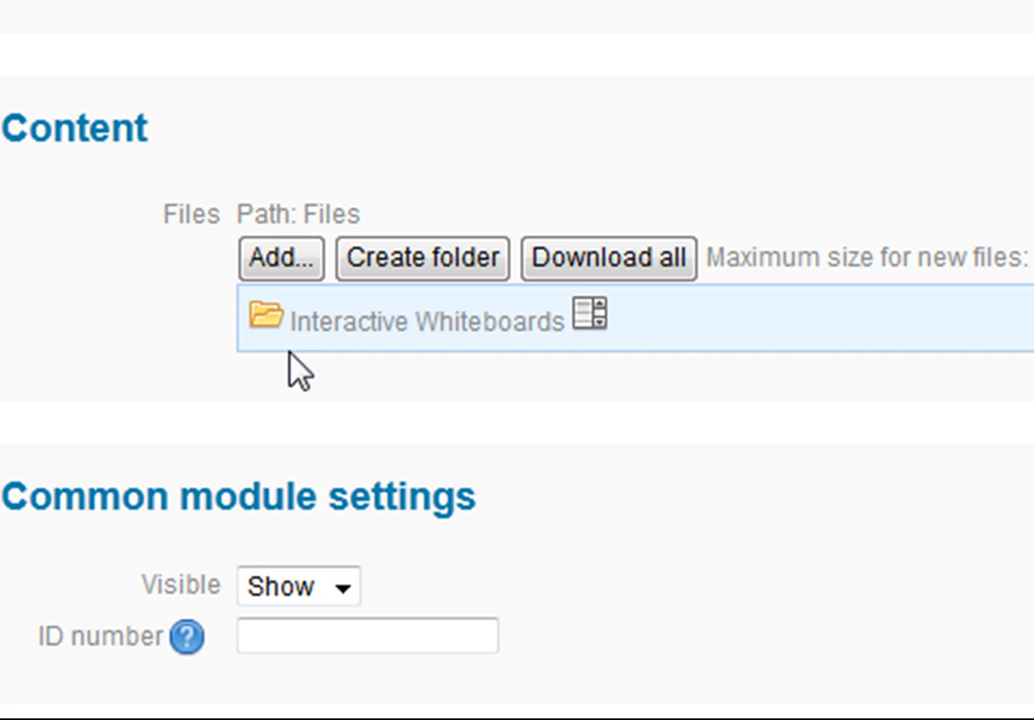 Content
Files Path: Files
Add... Create folder Download all Maximum size for new files:
Interactive Whiteboards
Common module settings
Visible Show
ID number ?